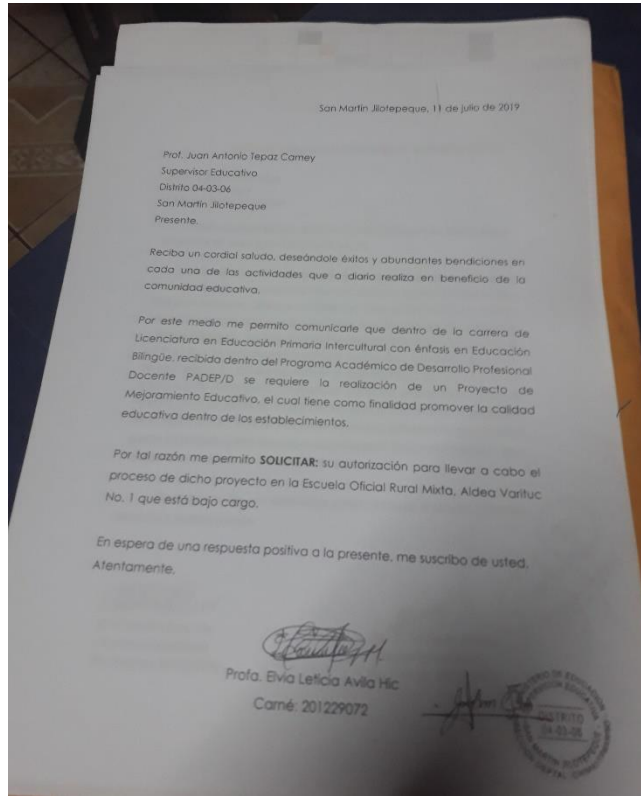 San Martín Jilotepeque, 11 de julio de 2019
Prof. Juan Antonio Tepaz Camey
Supervisor Educativo
Distrito 04-03-06
San Martín Jilotepeque
Presente.
Reciba un cordial saludo, deseándole éxitos y abundantes bendiciones en
cada una de las actividades que a diario realiza en beneficio de la
comunidad educativa.
Por este medio me permito comunicarle que dentro de la carrera de
Licenciatura en Educación Primaria Intercultural con énfasis en Educación
Bilingüe, recibida dentro del Programa Académico de Desarrollo Profesional
Docente PADEP/D se requiere la realización de un Proyecto de
Mejoramiento Educativo, el cual tiene como finalidad promover la calidad
educativa dentro de los establecimientos.
Por tal razón me permito SOLICITAR: su autorización para llevar a cabo el
proceso de dicho proyecto en la Escuela Oficial Rural Mixta, Aldea Varituc
No. 1 que está bajo cargo.
En espera de una respuesta positiva a la presente, me suscribo de usted.
Atentamente.
Profa. Elvia Leticia Avila Hic
Carné: 201229072
DISTRITO
04-03-06